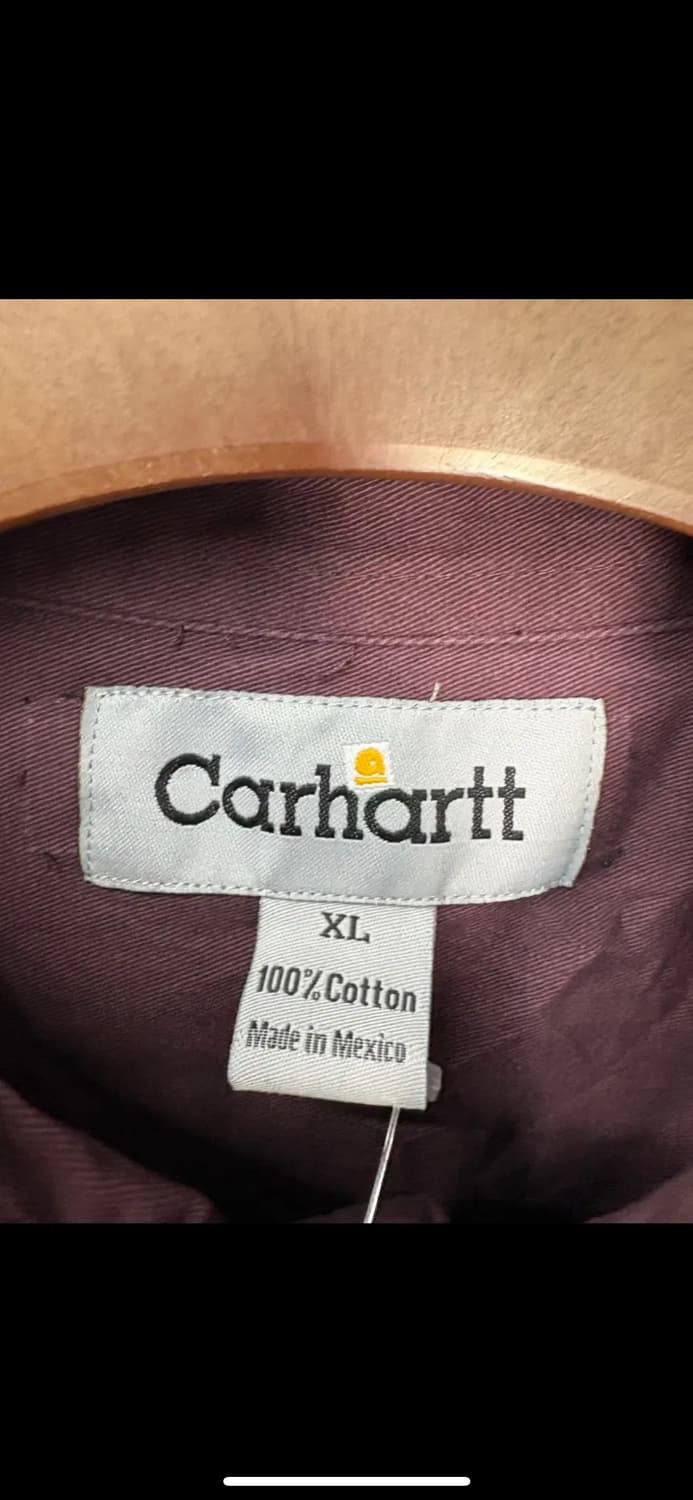 Carhartt
XL
100% Cotton
Made in Mexico